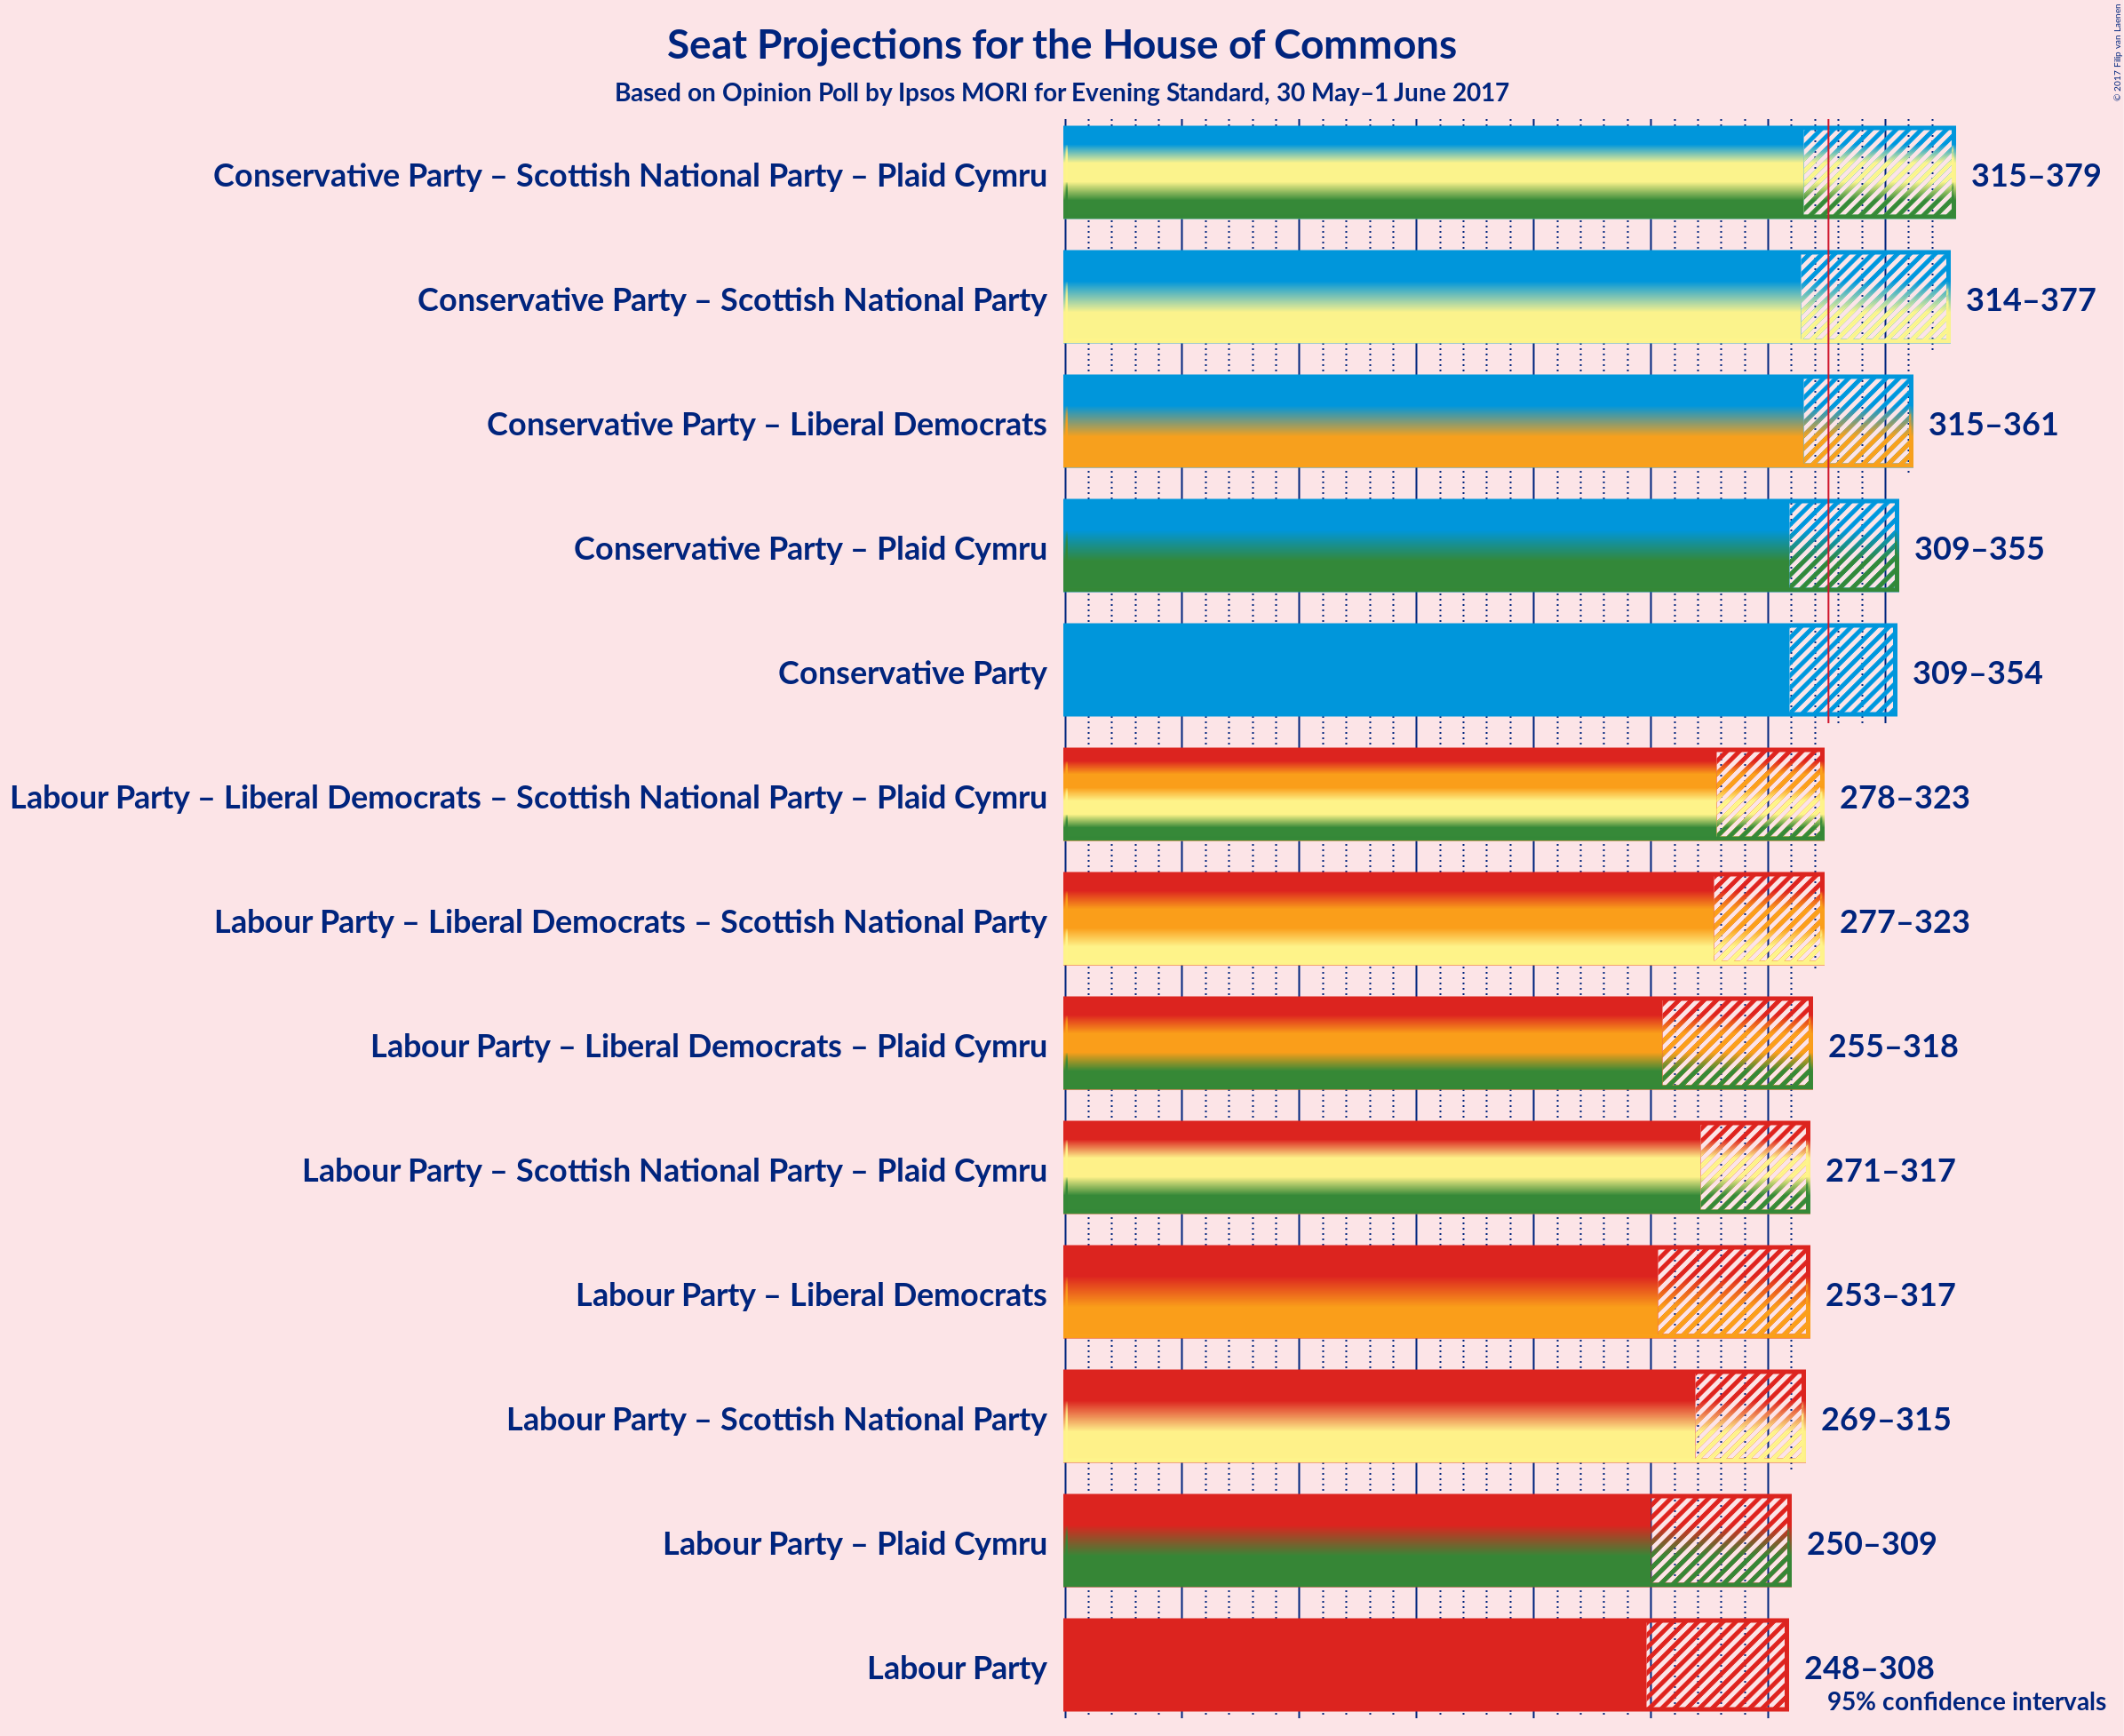 Seat Projections for the House of Commons
Based on Opinion Poll by Ipsos MORI for Evening Standard, 30 May–1 June 2017
© 2017 Filip van Laenen
Conservative Party – Scottish National Party – Plaid Cymru 315–379
Conservative Party – Scottish National Party 314–377
Conservative Party – Liberal Democrats 315–361
Conservative Party – Plaid Cymru 309–355
Conservative Party 309–354
Labour Party – Liberal Democrats – Scottish National Party – Plaid Cymru 278–323
Labour Party – Liberal Democrats – Scottish National Party 277–323
Labour Party – Liberal Democrats – Plaid Cymru 255–318
Labour Party – Scottish National Party – Plaid Cymru 271–317
Labour Party – Liberal Democrats 253–317
Labour Party – Scottish National Party 269–315
Labour Party – Plaid Cymru 250–309
Labour Party 248–308
95% confidence intervals